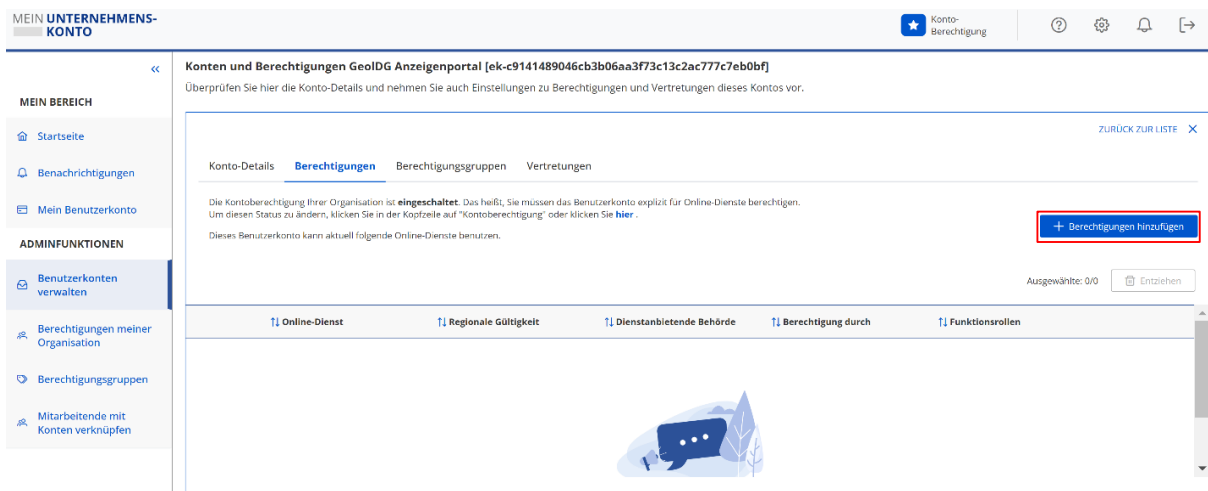 MEIN UNTERNEHMENS-
KONTO
Konto-
Berechtigung
Konten und Berechtigungen GeolDG Anzeigenportal [ek-c9141489046cb3b06aa3f73c13c2ac777c7eb0bf]
Überprüfen Sie hier die Konto-Details und nehmen Sie auch Einstellungen zu Berechtigungen und Vertretungen dieses Kontos vor.
MEIN BEREICH
Startseite
Benachrichtigungen
Mein Benutzerkonto
ADMINFUNKTIONEN
Benutzerkonten
verwalten
Berechtigungen meiner
Organisation
Berechtigungsgruppen
Mitarbeitende mit
Konten verknüpfen
ZURÜCK ZUR LISTE
Konto-Details Berechtigungen Berechtigungsgruppen Vertretungen
Die Kontoberechtigung Ihrer Organisation ist eingeschaltet. Das heißt, Sie müssen das Benutzerkonto explizit für Online-Dienste berechtigen.
Um diesen Status zu ändern, klicken Sie in der Kopfzeile auf "Kontoberechtigung" oder klicken Sie hier .
Dieses Benutzerkonto kann aktuell folgende Online-Dienste benutzen.
+ Berechtigungen hinzufügen
Ausgewählte: 0/0 Entziehen
Online-Dienst Regionale Gültigkeit Dienstanbietende Behörde Berechtigung durch Funktionsrollen